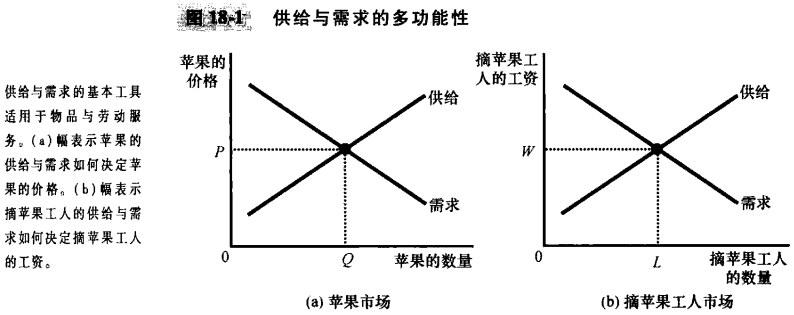 图 18-1 供给与需求的多功能性
供给与需求的基本工具
适用于物品与劳动服
务。(a)幅表示苹果的
供给与需求如何决定苹
果的价格。(b)幅表示
摘苹果工人的供给与需
求如何决定摘苹果工人
的工资。
苹果的
价格
供给
P
需求
0
Q
苹果的数量
(a) 苹果市场
摘苹果工
人的工资
供给
W
需求
0
L
摘苹果工人
的数量
(b) 摘苹果工人市场